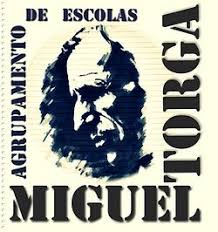 AGRUPAMENTO
DE ESCOLAS
MIGUEL
TORGA